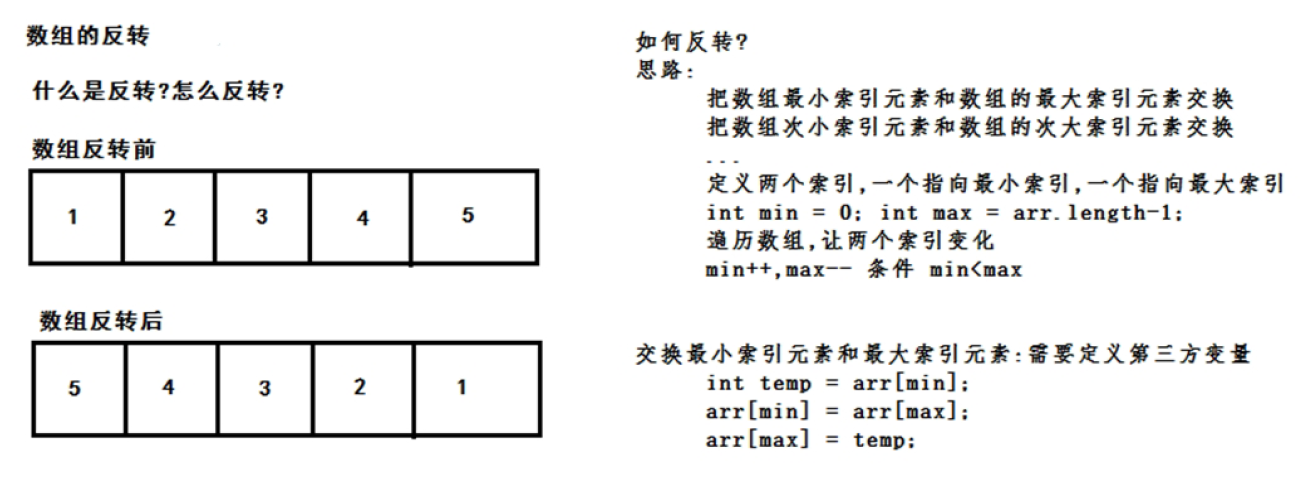 数组的反转
什么是反转?怎么反转?
数组反转前
1 2 3 4 5
数组反转后
5 4 3 2 1
如何反转?
思路:
把数组最小索引元素和数组的最大索引元素交换
把数组次小索引元素和数组的次大索引元素交换
...
定义两个索引,一个指向最小索引,一个指向最大索引
int min = 0; int max = arr.length-1;
遍历数组,让两个索引变化
min++,max-- 条件 min<max
交换最小索引元素和最大索引元素:需要定义第三方变量
int temp = arr[min];
arr[min] = arr[max];
arr[max] = temp;